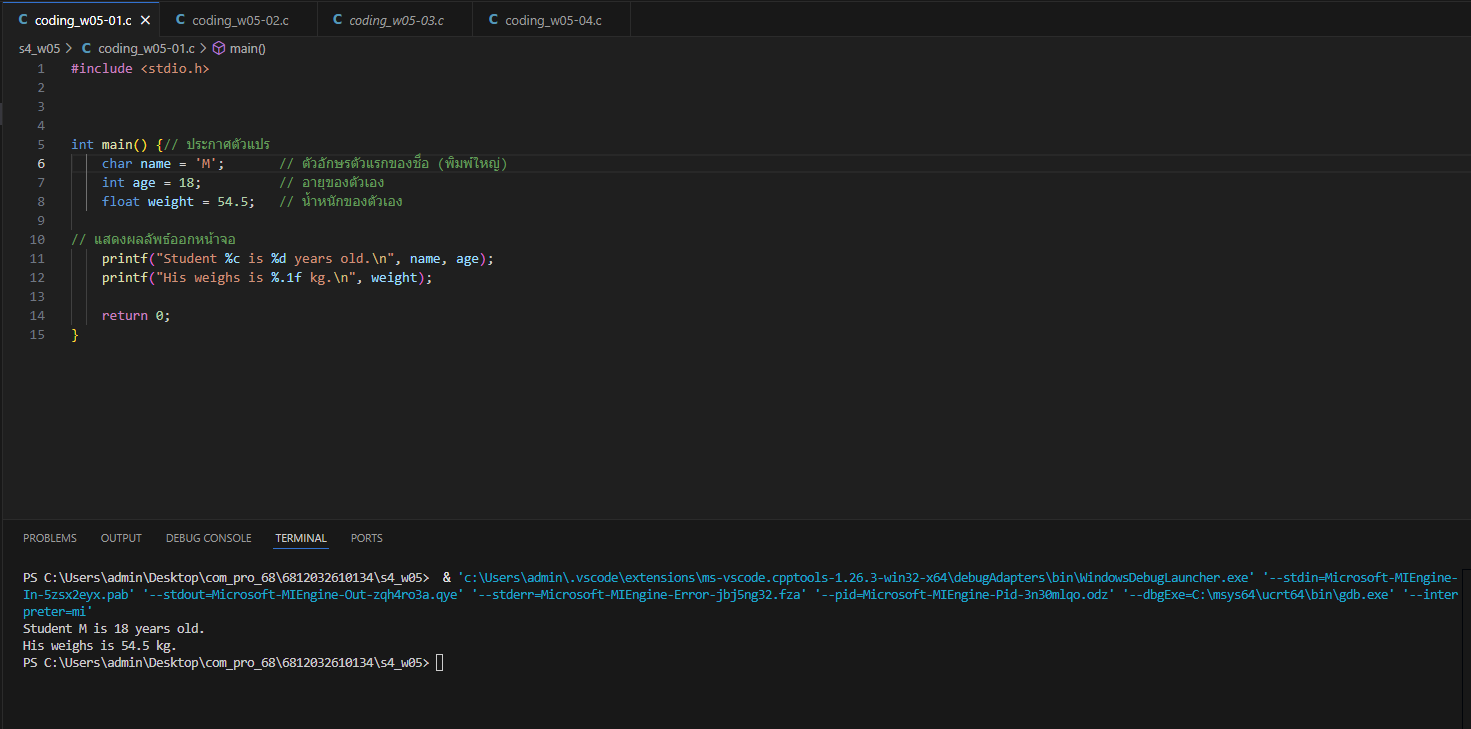 coding_w05-01.c
coding_w05-02.c
coding_w05-03.c
coding_w05-04.c
s4_w05 > C coding_w05-01.c > main()
1 #include <stdio.h>
2
3
4
5 int main() {// ประกาศตัวแปร
6 char name = 'M'; // ตัวอักษรตัวแรกของชื่อ (พิมพ์ใหญ่)
7 int age = 18; // อายุของตัวเอง
8 float weight = 54.5; // น้ำหนักของตัวเอง
9
10 // แสดงผลลัพธ์ออกหน้าจอ
11 printf("Student %c is %d years old.\n", name, age);
12 printf("His weighs is %.1f kg.\n", weight);
13
14 return 0;
15 }
PROBLEMS OUTPUT DEBUG CONSOLE TERMINAL PORTS
PS C:\Users\admin\Desktop\com_pro_68\6812032610134\s4_w05> & 'c:\Users\admin\.vscode\extensions\ms-vscode.cpptools-1.26.3-win32-x64\debugAdapters\bin\WindowsDebugLauncher.exe' '--stdin=Microsoft-MIEngine-
In-5zsx2eyx.pab' '--stdout=Microsoft-MIEngine-Out-zqh4ro3a.qye' '--stderr=Microsoft-MIEngine-Error-jbj5ng32.fza' '--pid=Microsoft-MIEngine-Pid-3n30mlqo.odz' '--dbgExe=C:\msys64\ucrt64\bin\gdb.exe' '--inter
preter=mi'
Student M is 18 years old.
His weighs is 54.5 kg.
PS C:\Users\admin\Desktop\com_pro_68\6812032610134\s4_w05>